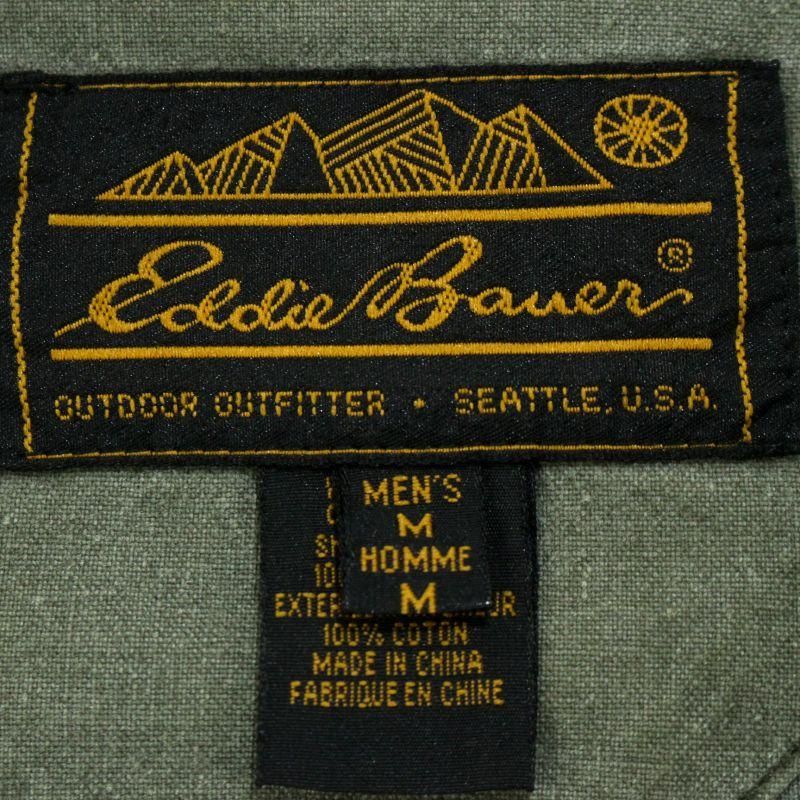 Eddie Bauer®
OUTDOOR OUTFITTER • SEATTLE, U.S.A.
MEN'S
M
HOMME
M
100% COTON
MADE IN CHINA
FABRIQUE EN CHINE